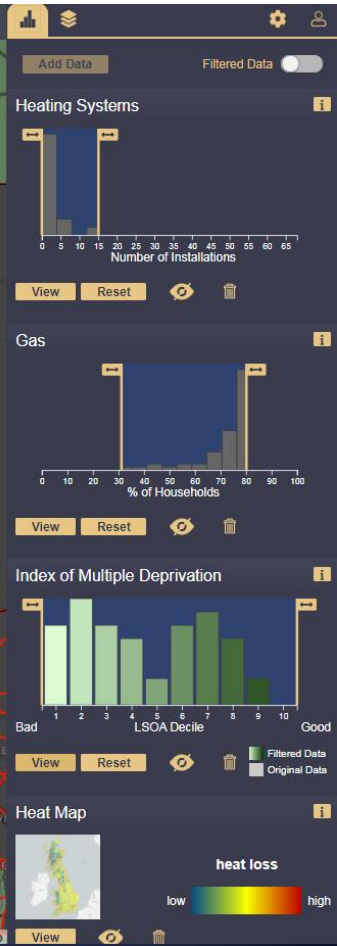 Add Data Filtered Data
Heating Systems i
0 5 10 15 20 25 30 35 40 45 50 55 60 65
Number of Installations
View Reset
Gas i
0 10 20 30 40 50 60 70 80 90 100
% of Households
View Reset
Index of Multiple Deprivation i
1 2 3 4 5 6 7 8 9 10
Bad LSOA Decile Good
View Reset Filtered Data
Original Data
Heat Map i
heat loss
low high
View